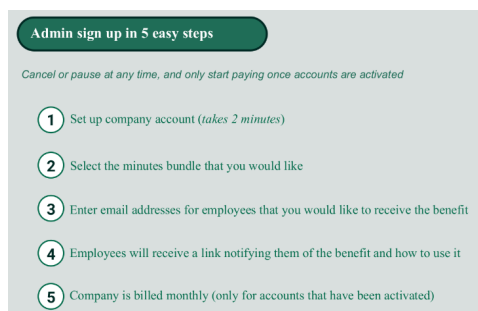 Admin sign up in 5 easy steps
Cancel or pause at any time, and only start paying once accounts are activated
1 Set up company account (takes 2 minutes)
2 Select the minutes bundle that you would like
3 Enter email addresses for employees that you would like to receive the benefit
4 Employees will receive a link notifying them of the benefit and how to use it
5 Company is billed monthly (only for accounts that have been activated)